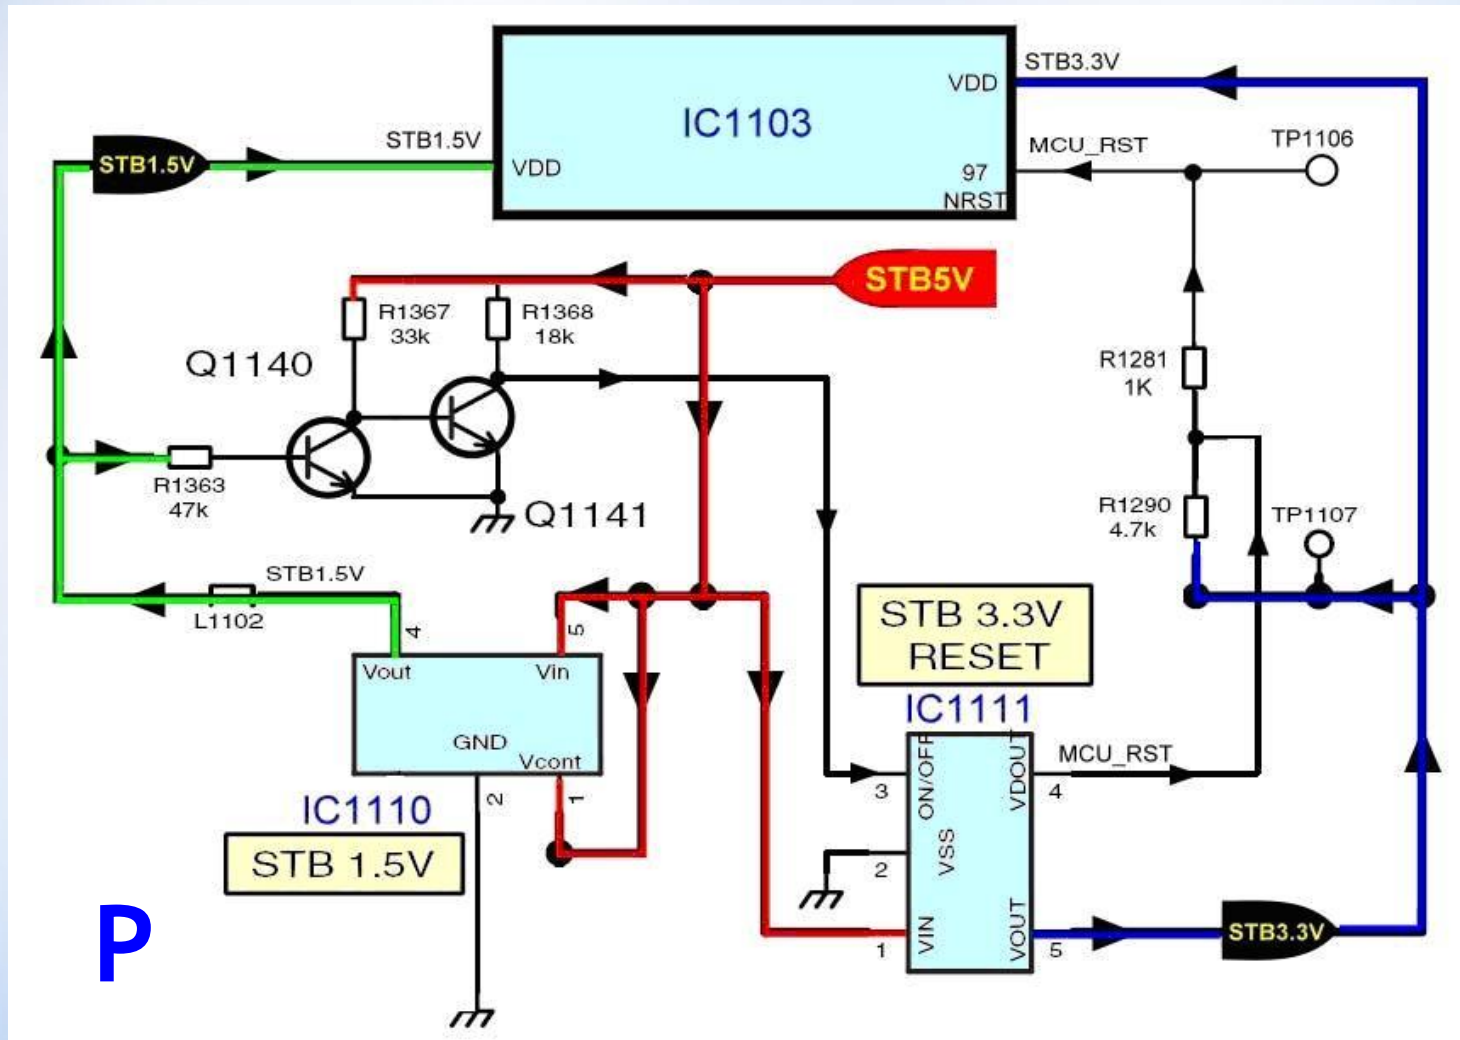 STB3.3V
VDD
IC1103
TP1106
STB1.5V
MCU_RST
STB1.5V
VDD
97
NRST
STB5V
R1367
33k
R1368
18k
Q1140
R1281
1K
R1363
47k
Q1141
R1290
4.7k
TP1107
STB1.5V
L1102
4
5
STB 3.3V
RESET
Vout
Vin
IC1111
GND
Vcont
ON/OFF
VDOUT
MCU_RST
3
4
2
1
IC1110
STB 1.5V
VSS
2
P
VIN
VOUT
1
5
STB3.3V